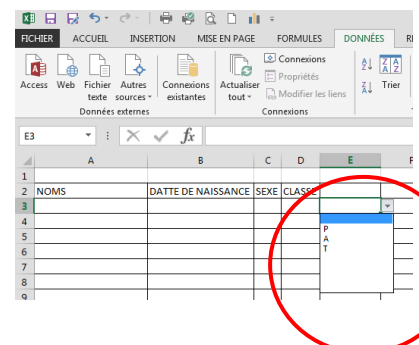 FICHIER ACCUEIL INSERTION MISE EN PAGE FORMULES DONNÉES
Access Web Fichier texte Autres sources Connexions existantes Actualiser tout Connexions Propriétés Modifier les liens Trier
Données externes Connexions
E3 fx
A B C D E
1
2 NOMS DATTE DE NAISSANCE SEXE CLASSE
3
4
5 P
6 A
7 T
8
9